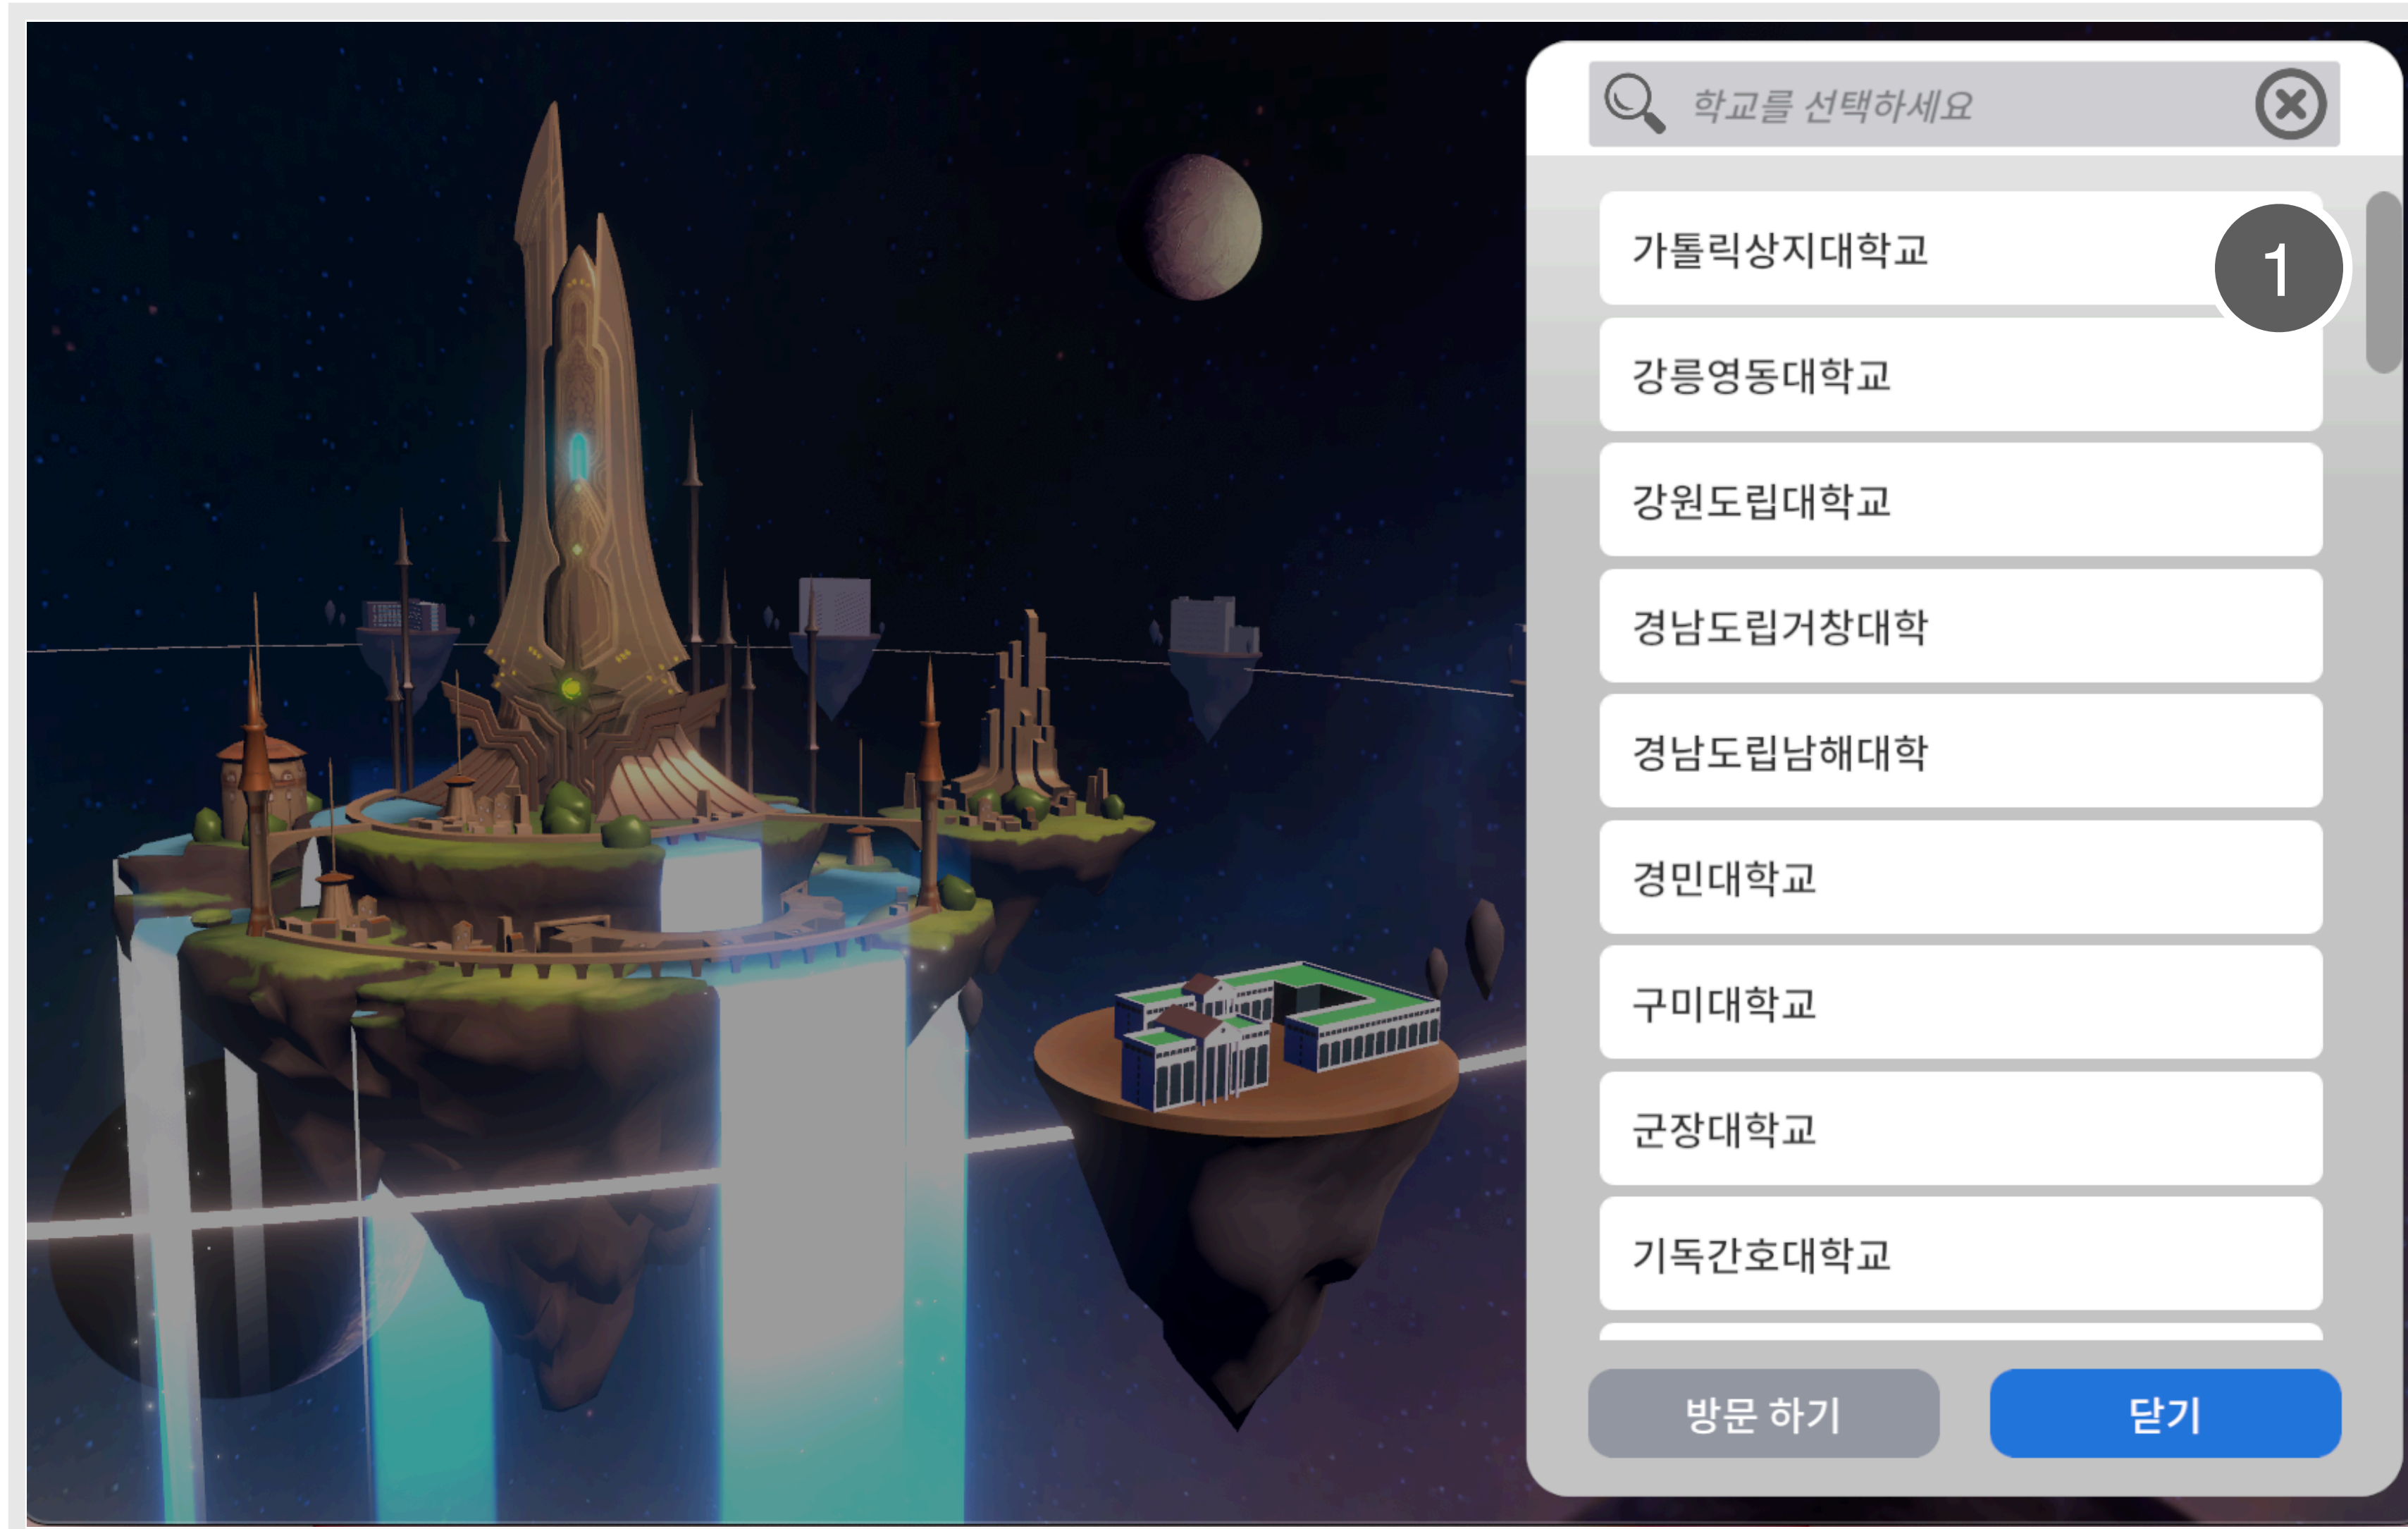 학교를 선택하세요
가톨릭상지대학교
1
강릉영동대학교
강원도립대학교
경남도립거창대학
경남도립남해대학
경민대학교
구미대학교
군장대학교
기독간호대학교
방문 하기
닫기